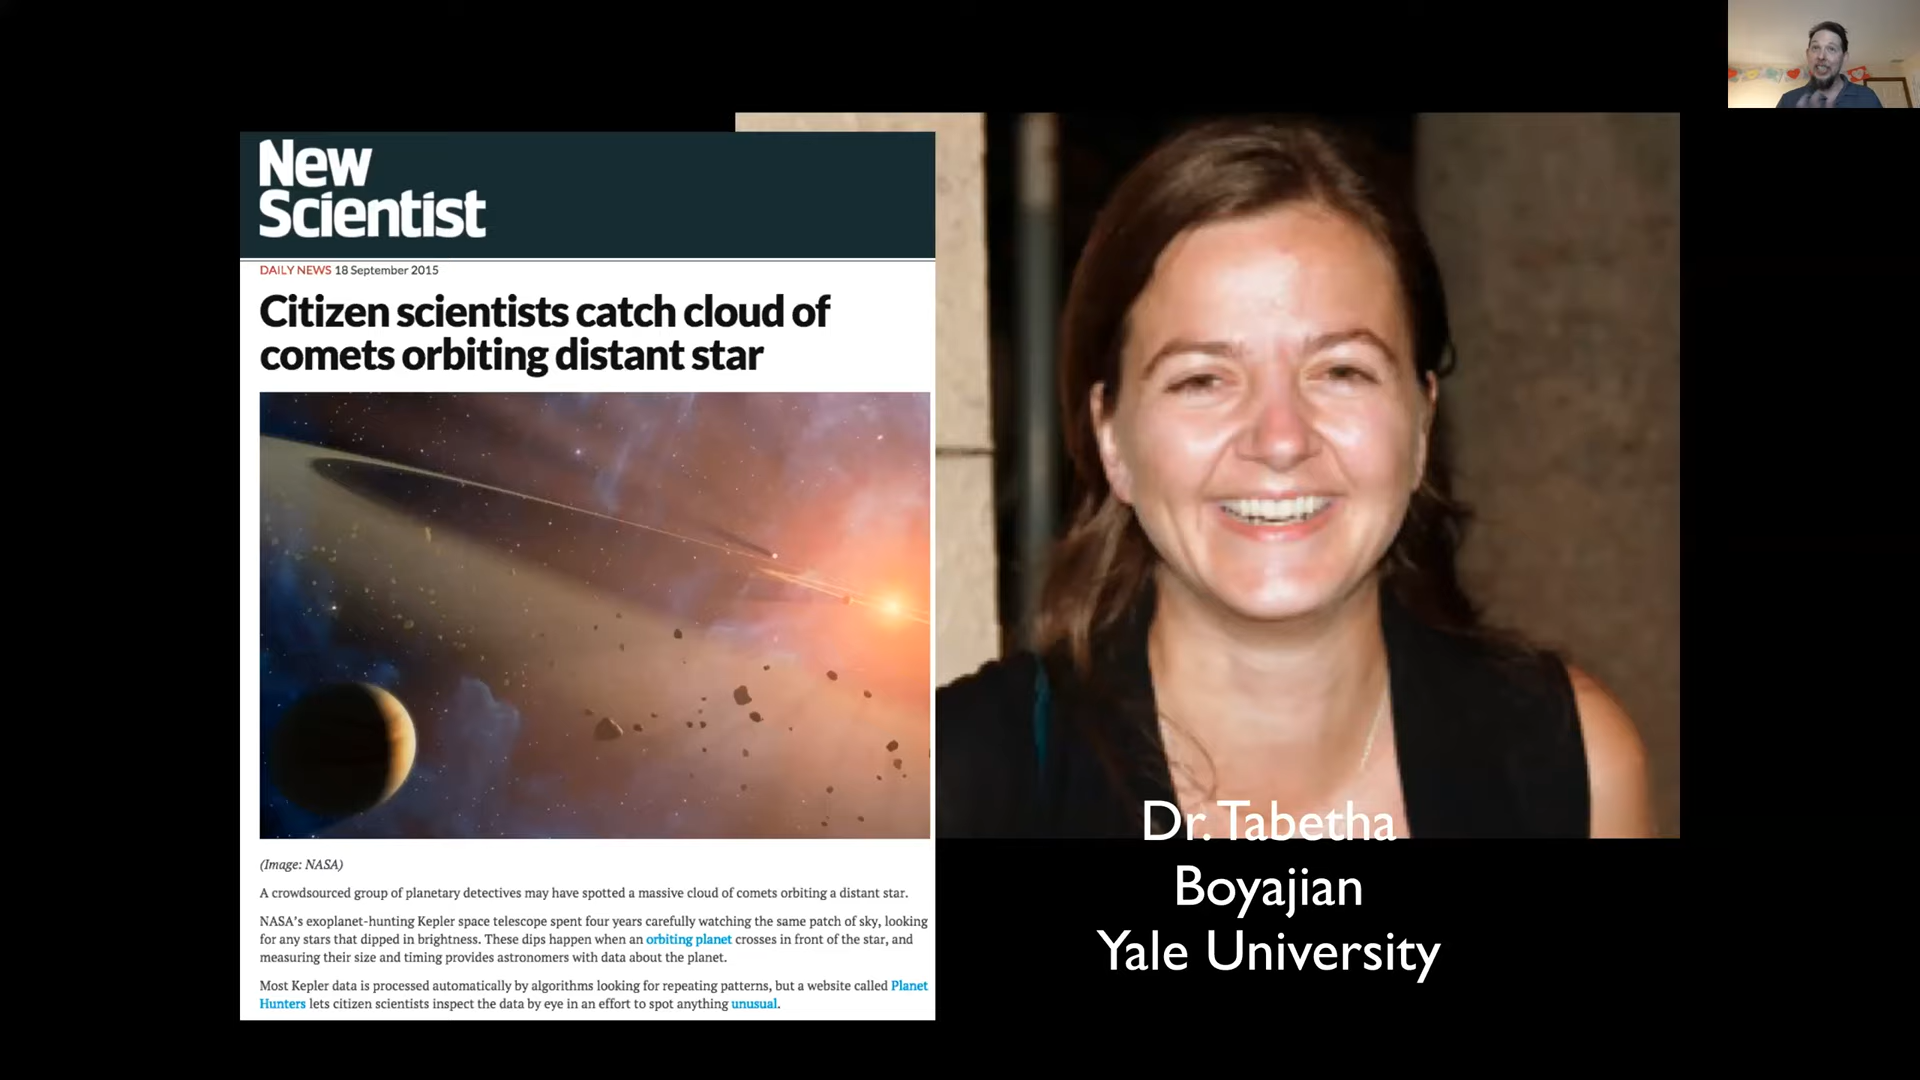 New
Scientist
DAILY NEWS 18 September 2015
Citizen scientists catch cloud of
comets orbiting distant star
(Image: NASA)
A crowdsourced group of planetary detectives may have spotted a massive cloud of comets orbiting a distant star.
NASA's exoplanet-hunting Kepler space telescope spent four years carefully watching the same patch of sky, looking
for any stars that dipped in brightness. These dips happen when an orbiting planet crosses in front of the star, and
measuring their size and timing provides astronomers with data about the planet.
Most Kepler data is processed automatically by algorithms looking for repeating patterns, but a website called Planet
Hunters lets citizen scientists inspect the data by eye in an effort to spot anything unusual.
Dr. Tabetha
Boyajian
Yale University